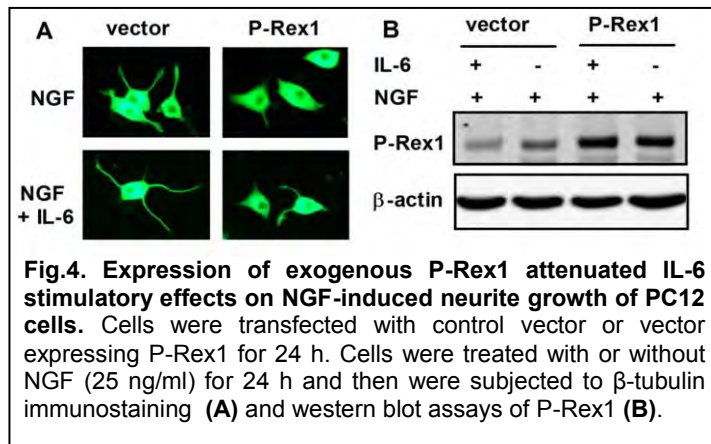 A vector P-Rex1
NGF
NGF
+ IL-6
B vector P-Rex1
IL-6 + - + -
NGF + + + +
P-Rex1
β-actin
Fig.4. Expression of exogenous P-Rex1 attenuated IL-6
stimulatory effects on NGF-induced neurite growth of PC12
cells. Cells were transfected with control vector or vector
expressing P-Rex1 for 24 h. Cells were treated with or without
NGF (25 ng/ml) for 24 h and then were subjected to β-tubulin
immunostaining (A) and western blot assays of P-Rex1 (B).